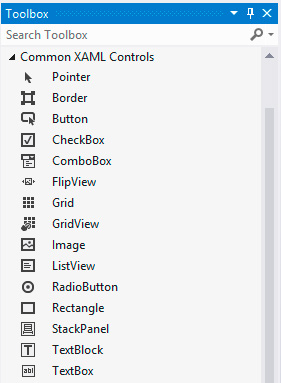 Toolbox
Search Toolbox
Common XAML Controls
Pointer
Border
Button
CheckBox
ComboBox
FlipView
Grid
GridView
Image
ListView
RadioButton
Rectangle
StackPanel
TextBlock
abl TextBox